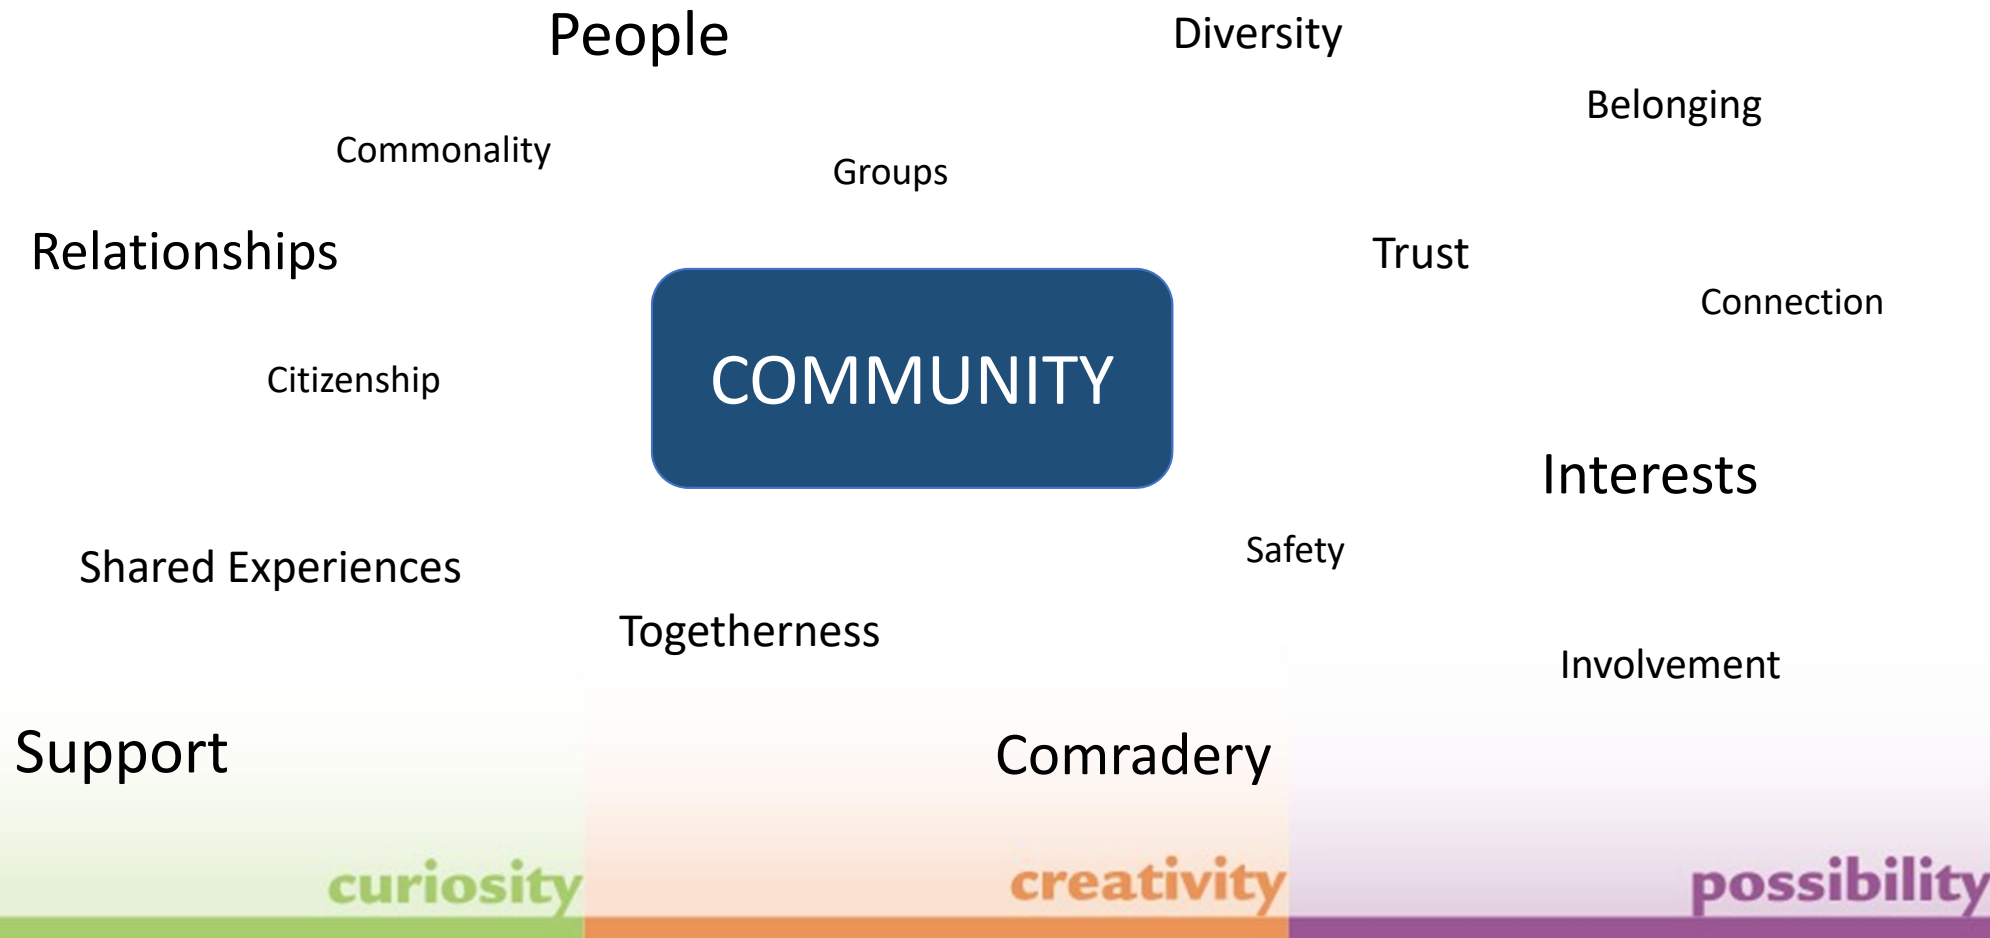 People
Diversity
Belonging
Commonality
Groups
Relationships
Trust
Connection
COMMUNITY
Citizenship
Interests
Safety
Shared Experiences
Togetherness
Involvement
Support
Comradery
curiosity
creativity
possibility